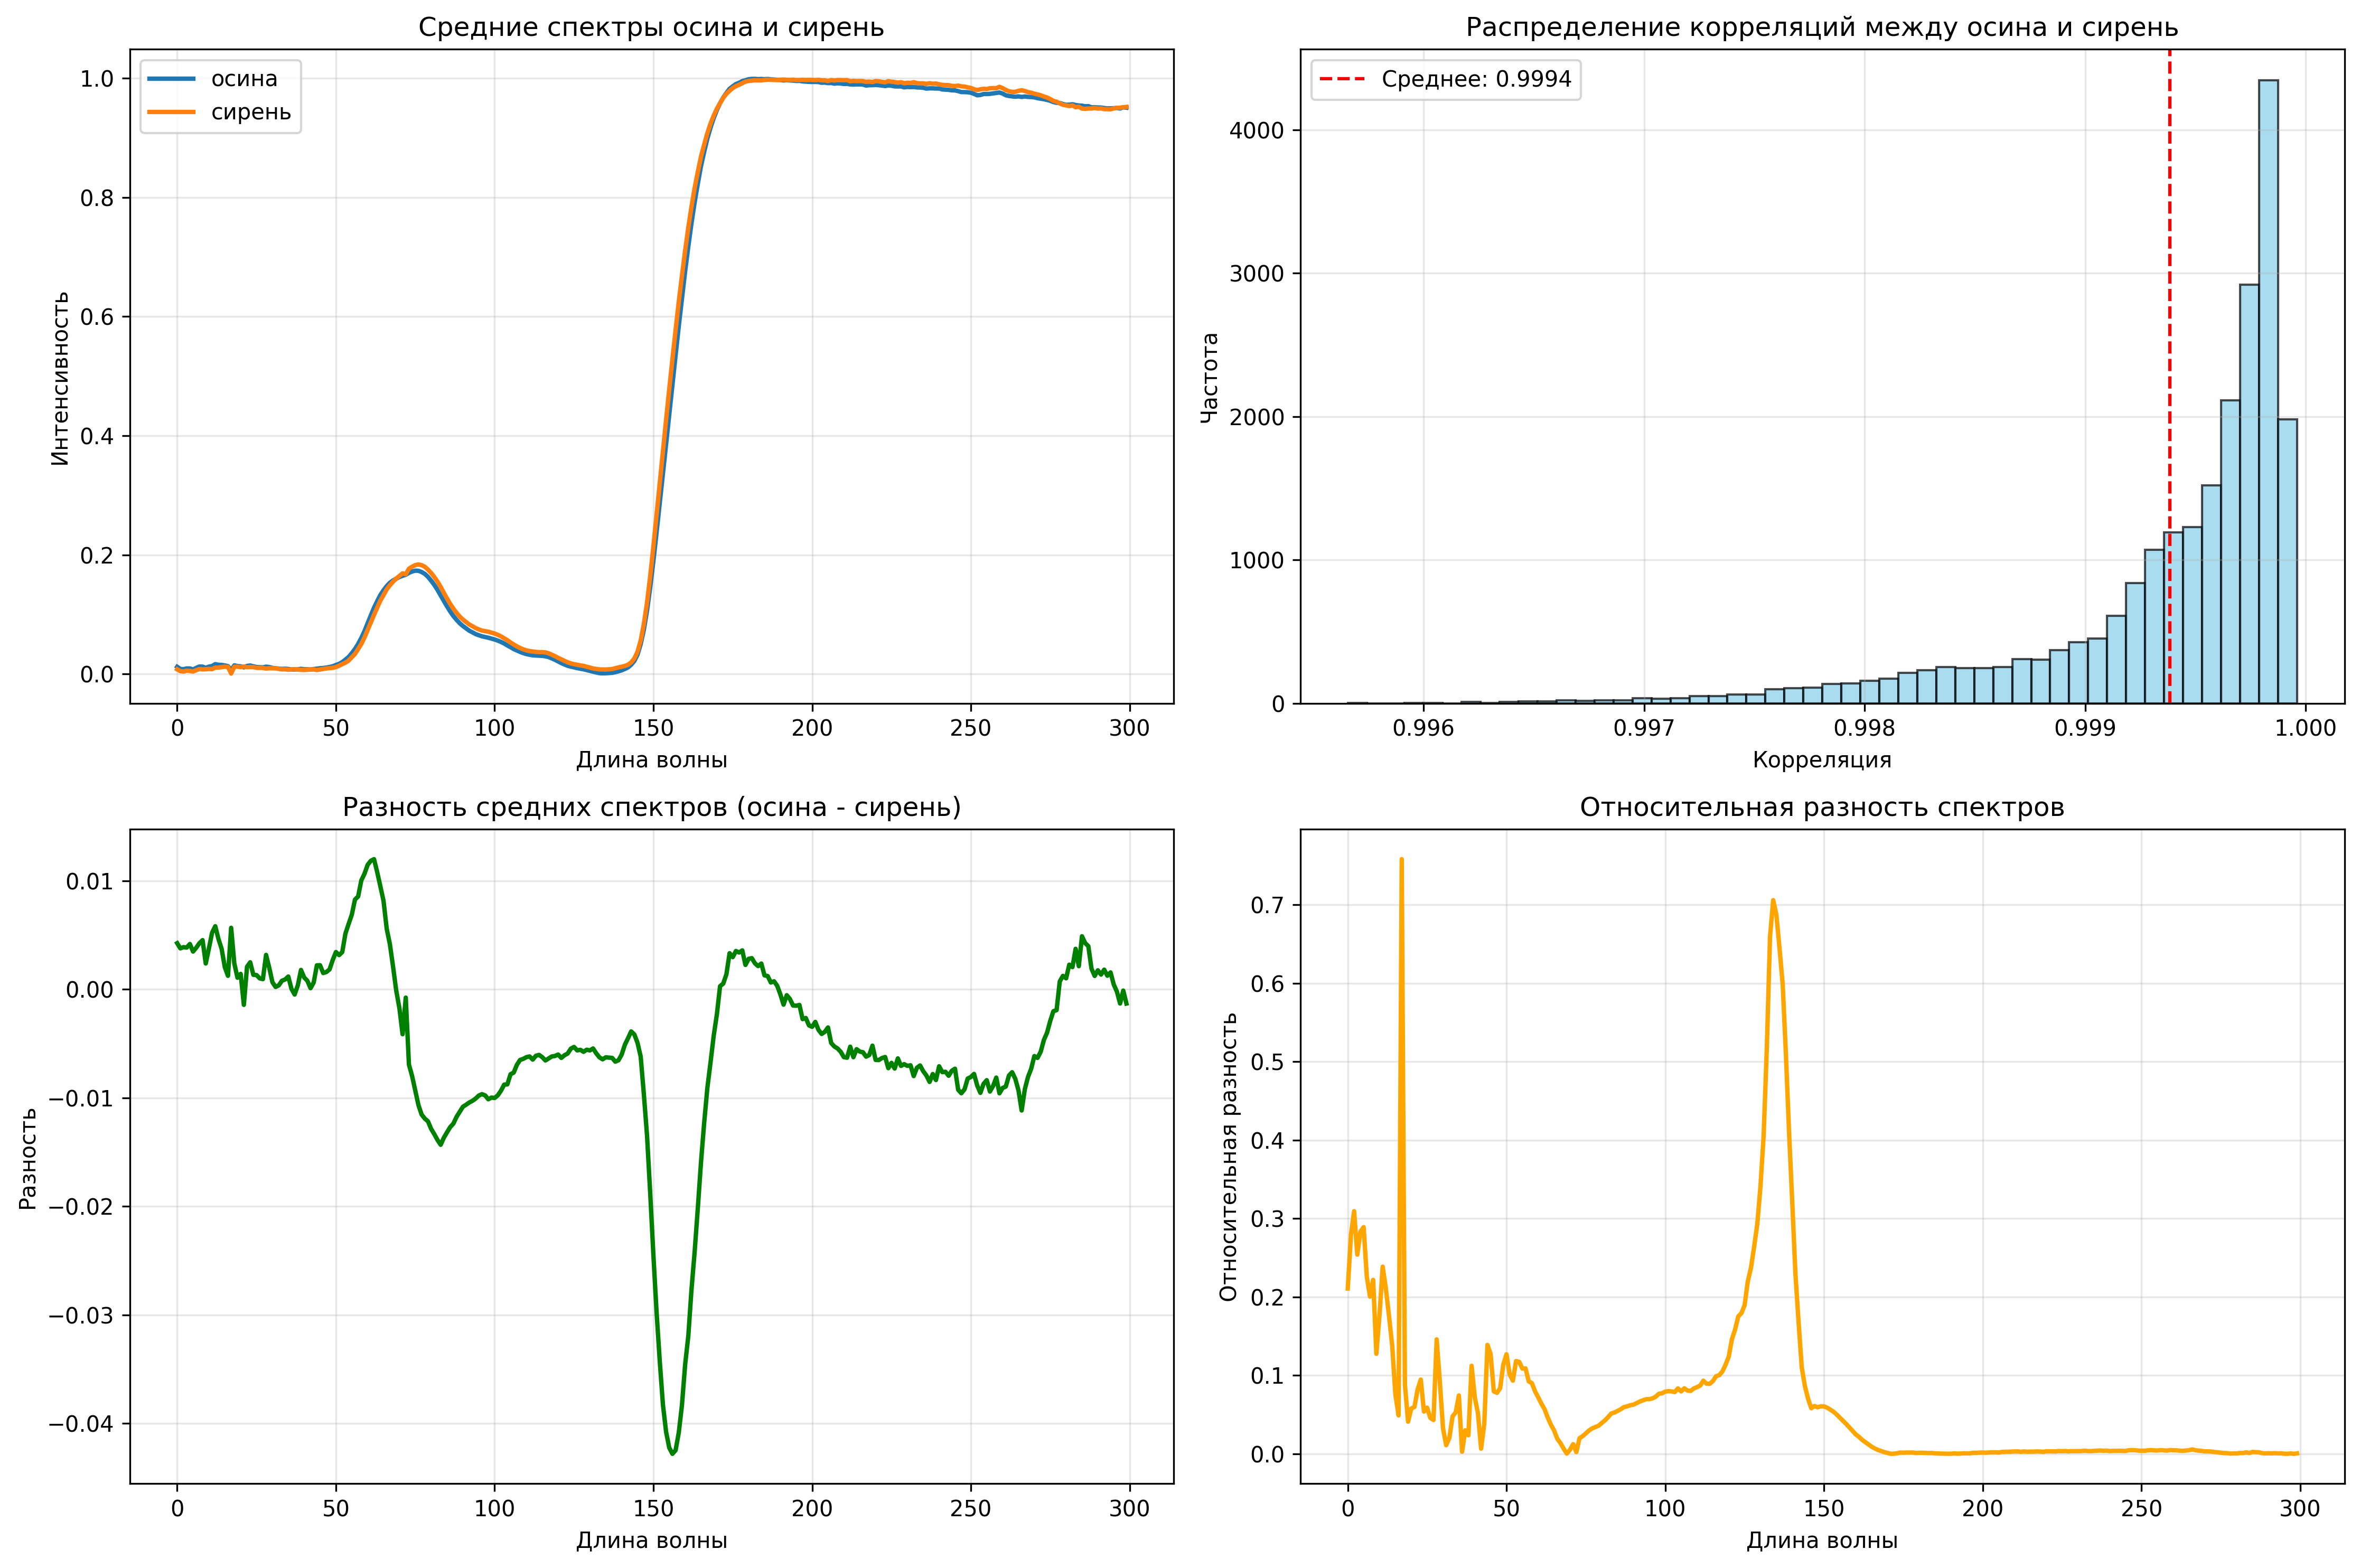 Средние спектры осина и сирень
осина
сирень
1.0
0.8
0.6
0.4
0.2
0.0
Интенсивность
0 50 100 150 200 250 300
Длина волны
Распределение корреляций между осина и сирень
Среднее: 0.9994
4000
3000
2000
1000
0
Частота
0.996 0.997 0.998 0.999 1.000
Корреляция
Разность средних спектров (осина - сирень)
0.01
0.00
−0.01
−0.02
−0.03
−0.04
Разность
0 50 100 150 200 250 300
Длина волны
Относительная разность спектров
0.7
0.6
0.5
0.4
0.3
0.2
0.1
0.0
Относительная разность
0 50 100 150 200 250 300
Длина волны